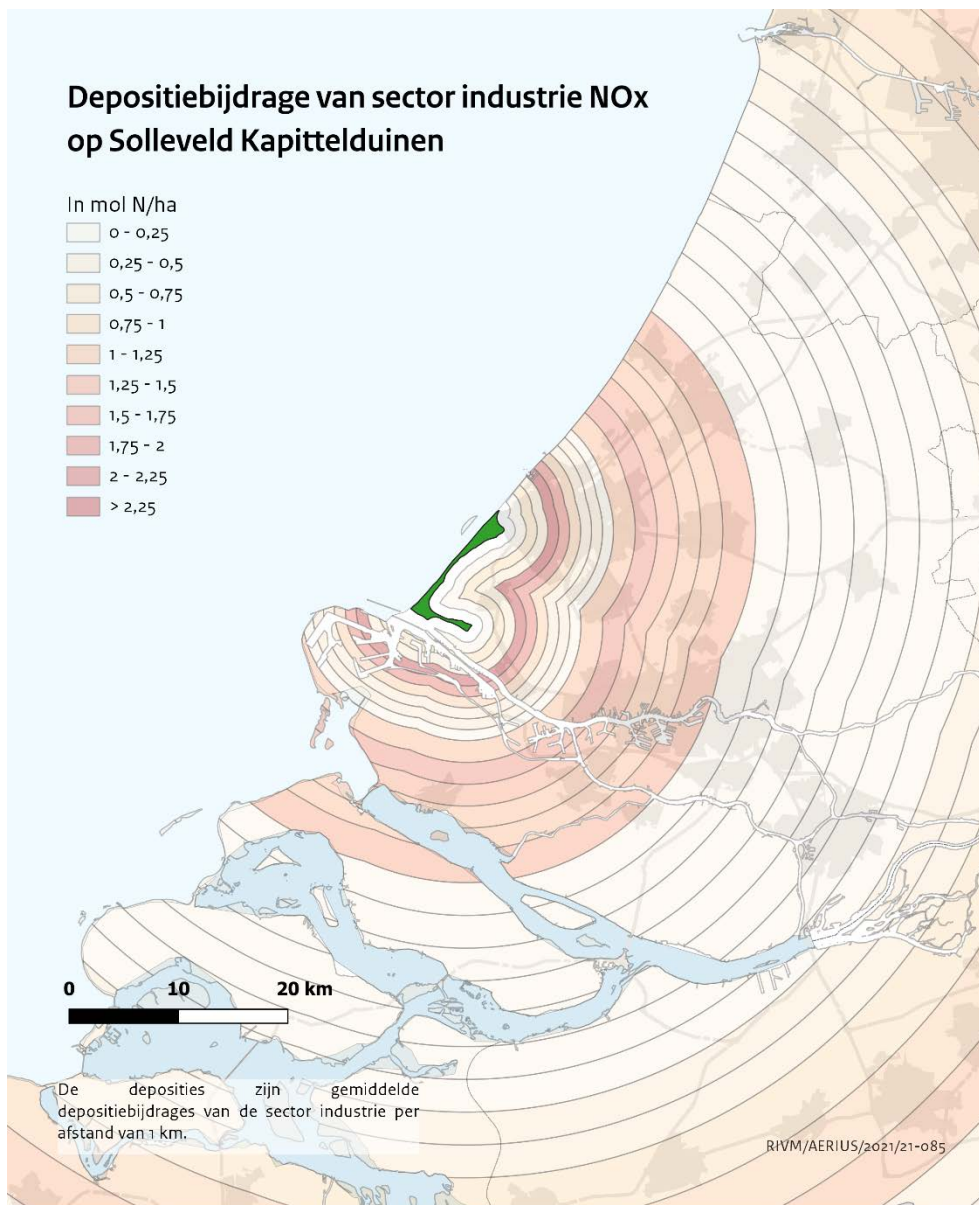 Depositiebijdrage van sector industrie NOx
op Solleveld Kapittelduinen
In mol N/ha
0 - 0,25
0,25 - 0,5
0,5 - 0,75
0,75 - 1
1 - 1,25
1,25 - 1,5
1,5 - 1,75
1,75 - 2
2 - 2,25
> 2,25
0 10 20 km
De deposities zijn gemiddelde
depositiebijdrages van de sector industrie per
afstand van 1 km.
RIVM/AERIUS/2021/21-085